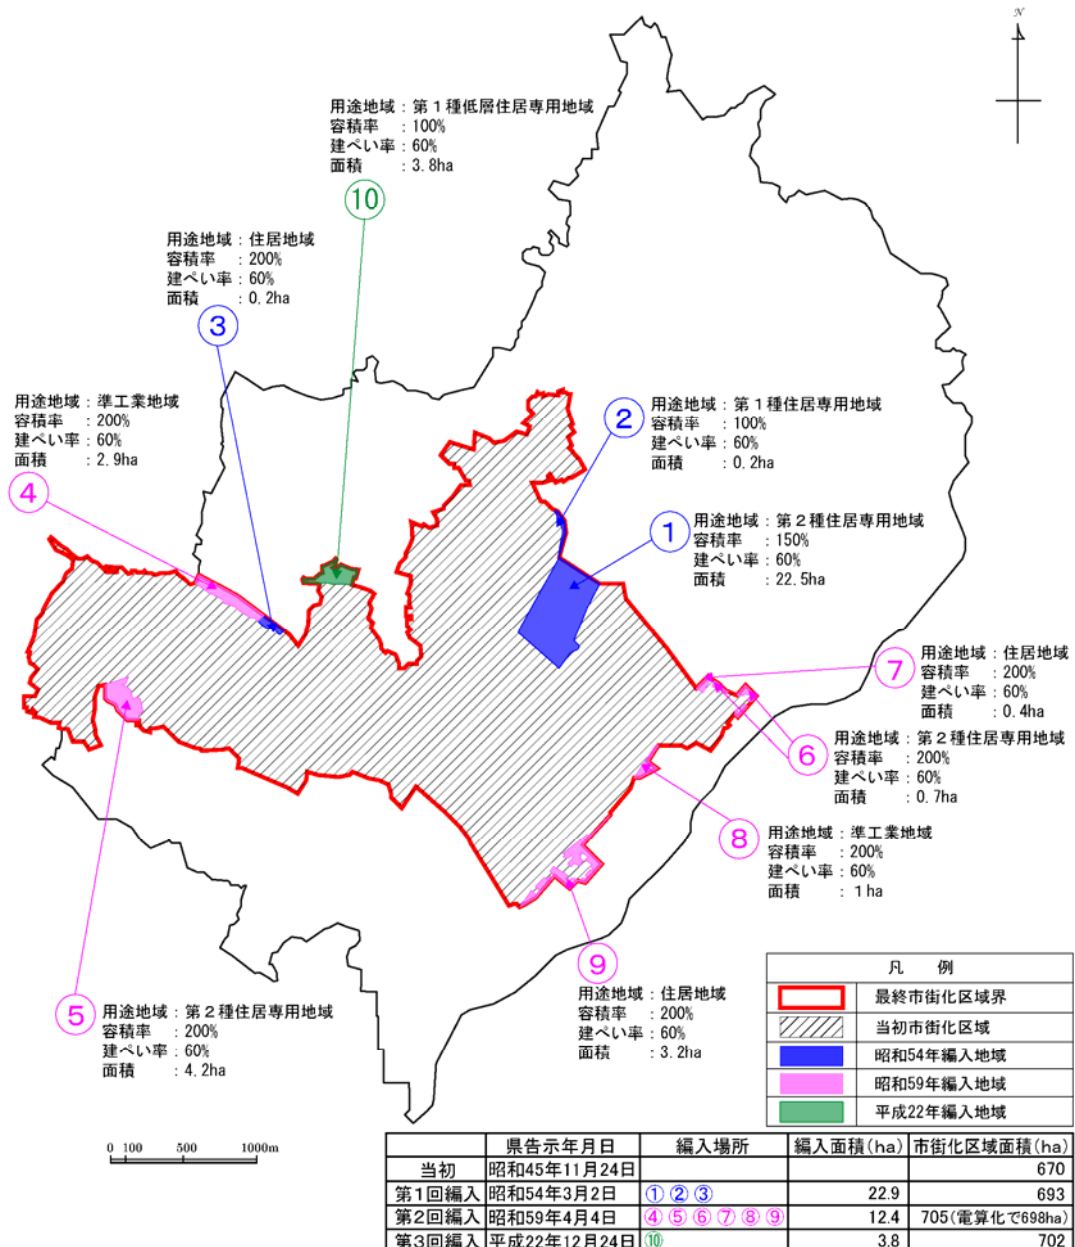 N
用途地域：第1種低層住居専用地域
容積率　：100%
建ぺい率：60%
面積　　：3.8ha
⑩
用途地域：住居地域
容積率　：200%
建ぺい率：60%
面積　　：0.2ha
③
用途地域：準工業地域
容積率　：200%
建ぺい率：60%
面積　　：2.9ha
④
②
用途地域：第1種住居専用地域
容積率　：100%
建ぺい率：60%
面積　　：0.2ha
①
用途地域：第2種住居専用地域
容積率　：150%
建ぺい率：60%
面積　　：22.5ha
⑦
用途地域：住居地域
容積率　：200%
建ぺい率：60%
面積　　：0.4ha
⑥
用途地域：第2種住居専用地域
容積率　：200%
建ぺい率：60%
面積　　：0.7ha
⑧
用途地域：準工業地域
容積率　：200%
建ぺい率：60%
面積　　：1ha
⑨
用途地域：住居地域
容積率　：200%
建ぺい率：60%
面積　　：3.2ha
⑤
用途地域：第2種住居専用地域
容積率　：200%
建ぺい率：60%
面積　　：4.2ha
凡　例
最終市街化区域界
当初市街化区域
昭和54年編入地域
昭和59年編入地域
平成22年編入地域
0 100 500 1000m
県告示年月日 編入場所 編入面積(ha) 市街化区域面積(ha)
当初 昭和45年11月24日 670
第1回編入 昭和54年3月2日 ①②③ 22.9 693
第2回編入 昭和59年4月4日 ④⑤⑥⑦⑧⑨ 12.4 705(電算化で698ha)
第3回編入 平成22年12月24日 ⑩ 3.8 702